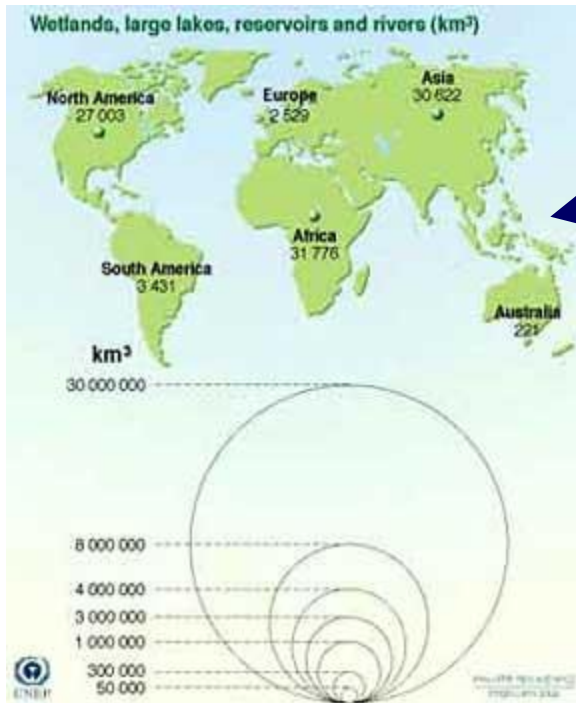 Wetlands, large lakes, reservoirs and rivers (km³)
North America
27 003
Europe
2 529
Asia
30 622
Africa
31 776
South America
3 431
Australia
221
km³
30 000 000
8 000 000
4 000 000
3 000 000
1 000 000
300 000
50 000
UNEP